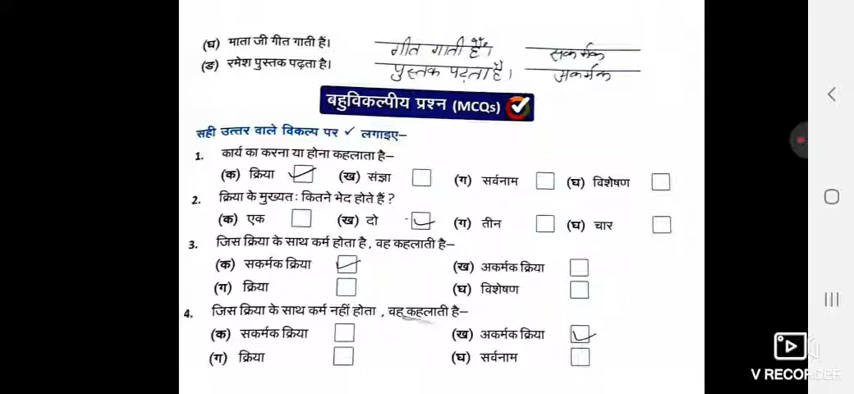 (घ) माता जी गीत गाती हैं। गीत गाती हैं। सकर्मक
(ङ) रमेश पुस्तक पढ़ता है। पुस्तक पढ़ता है। अकर्मक
बहुविकल्पीय प्रश्न (MCQs)
सही उत्तर वाले विकल्प पर ✓ लगाइए–
1. कार्य का करना या होना कहलाता है–
(क) क्रिया ✓ (ख) संज्ञा (ग) सर्वनाम (घ) विशेषण
2. क्रिया के मुख्यतः कितने भेद होते हैं?
(क) एक (ख) दो ✓ (ग) तीन (घ) चार
3. जिस क्रिया के साथ कर्म होता है, वह कहलाती है–
(क) सकर्मक क्रिया ✓ (ख) अकर्मक क्रिया
(ग) क्रिया (घ) विशेषण
4. जिस क्रिया के साथ कर्म नहीं होता, वह कहलाती है–
(क) सकर्मक क्रिया (ख) अकर्मक क्रिया ✓
(ग) क्रिया (घ) सर्वनाम
V RECORDER